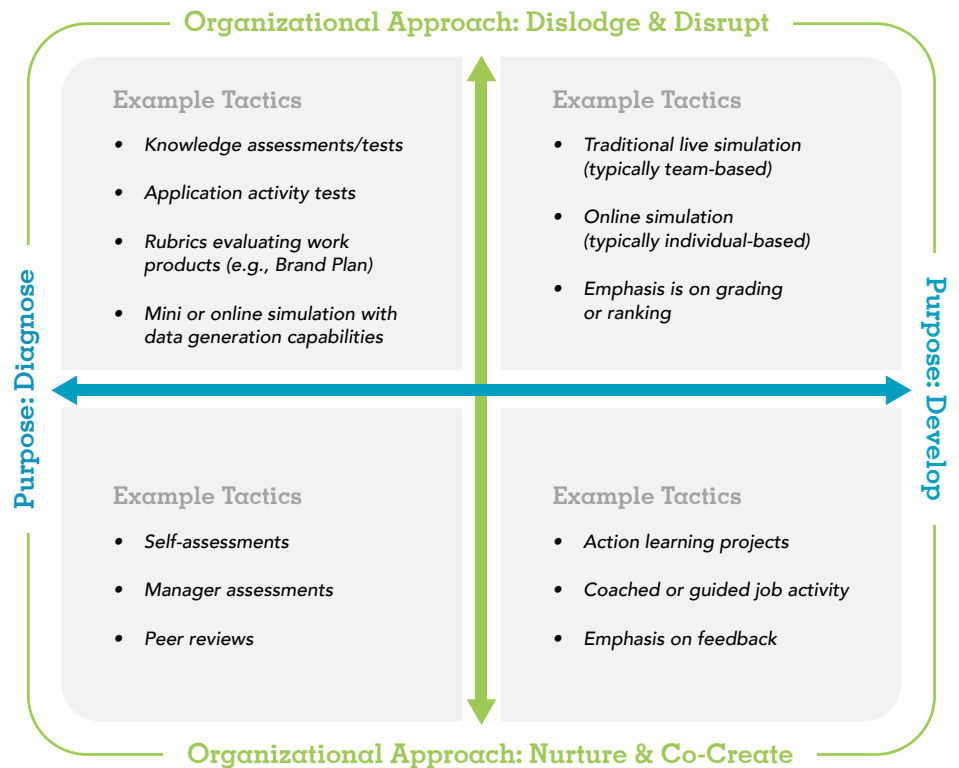 Organizational Approach: Dislodge & Disrupt
Purpose: Diagnose
Example Tactics
• Knowledge assessments/tests
• Application activity tests
• Rubrics evaluating work
products (e.g., Brand Plan)
• Mini or online simulation with
data generation capabilities
Example Tactics
• Traditional live simulation
(typically team-based)
• Online simulation
(typically individual-based)
• Emphasis is on grading
or ranking
Purpose: Develop
Example Tactics
• Self-assessments
• Manager assessments
• Peer reviews
Example Tactics
• Action learning projects
• Coached or guided job activity
• Emphasis on feedback
Organizational Approach: Nurture & Co-Create